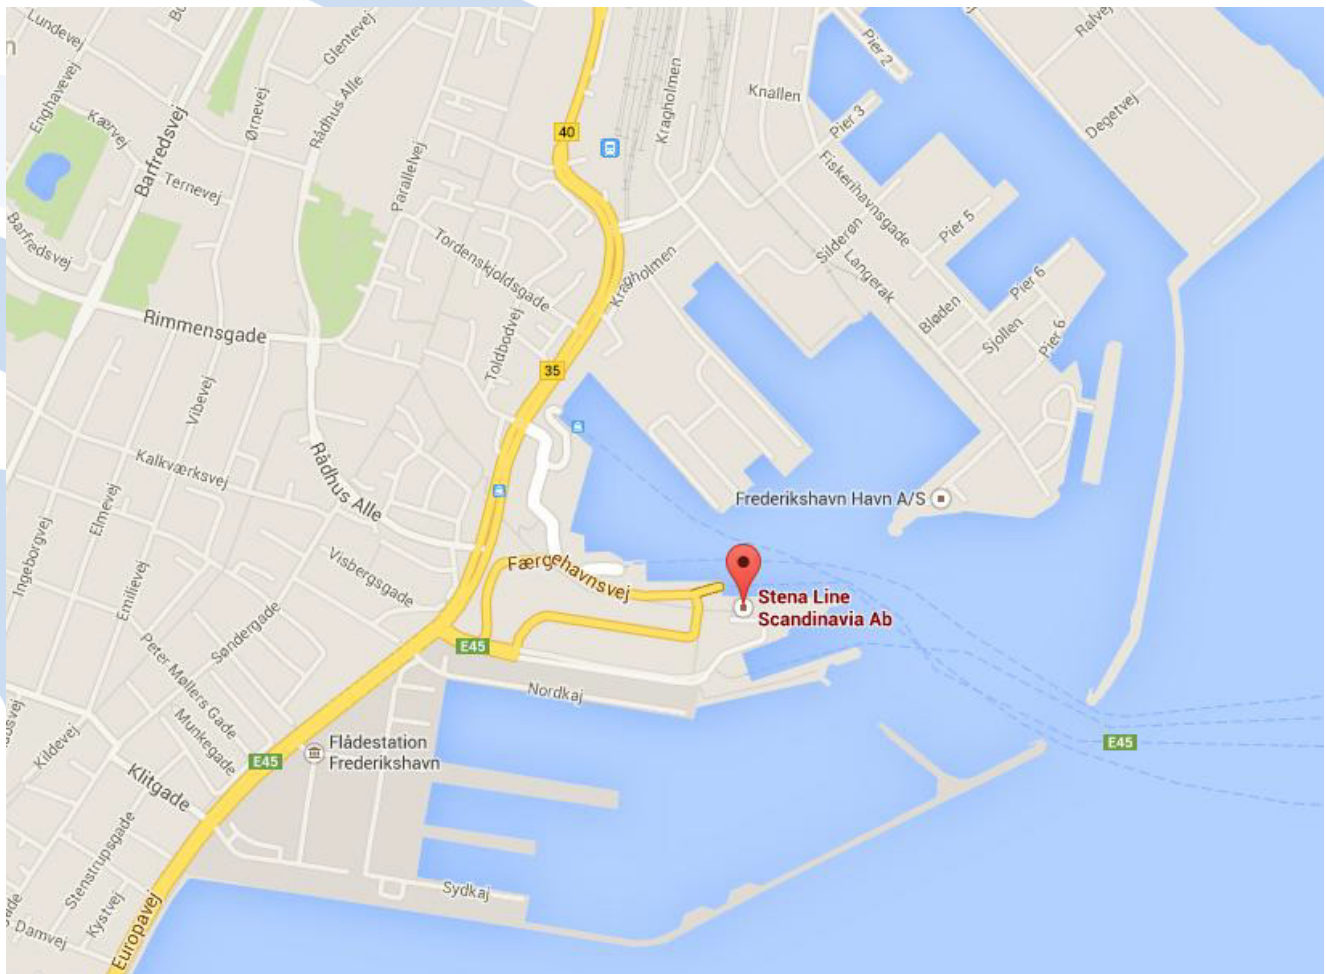 Lundevej
Glentevej
Enghavevej
Kærvej
Ørnevej
Rådhus Alle
Barfredsvej
Ternevej
Parallelvej
Barfredsvej
40
Kragholmen
Knallen
Pier 2
Pier 3
Ralvej
Degetvej
Fiskerihavnsgade
Pier 5
Silderøn
Langerak
Pier 6
Bløden
Sjollen
Pier 6
Tordenskjoldsgade
Kragholmen
Rimmensgade
Toldbodvej
35
Vibevej
Kalkværksvej
Rådhus Alle
Elmevej
Ingeborgvej
Emilievej
Visbergsgade
Frederikshavn Havn A/S
Færgehavnsvej
Stena Line
Scandinavia Ab
Søndergade
E45
Peter Møllers Gade
Nordkaj
Munkegade
Kildevej
Flådestation
Frederikshavn
E45
E45
Klitgade
Stenstrupsgade
Kystvej
Sydkaj
Damvej
Europavej